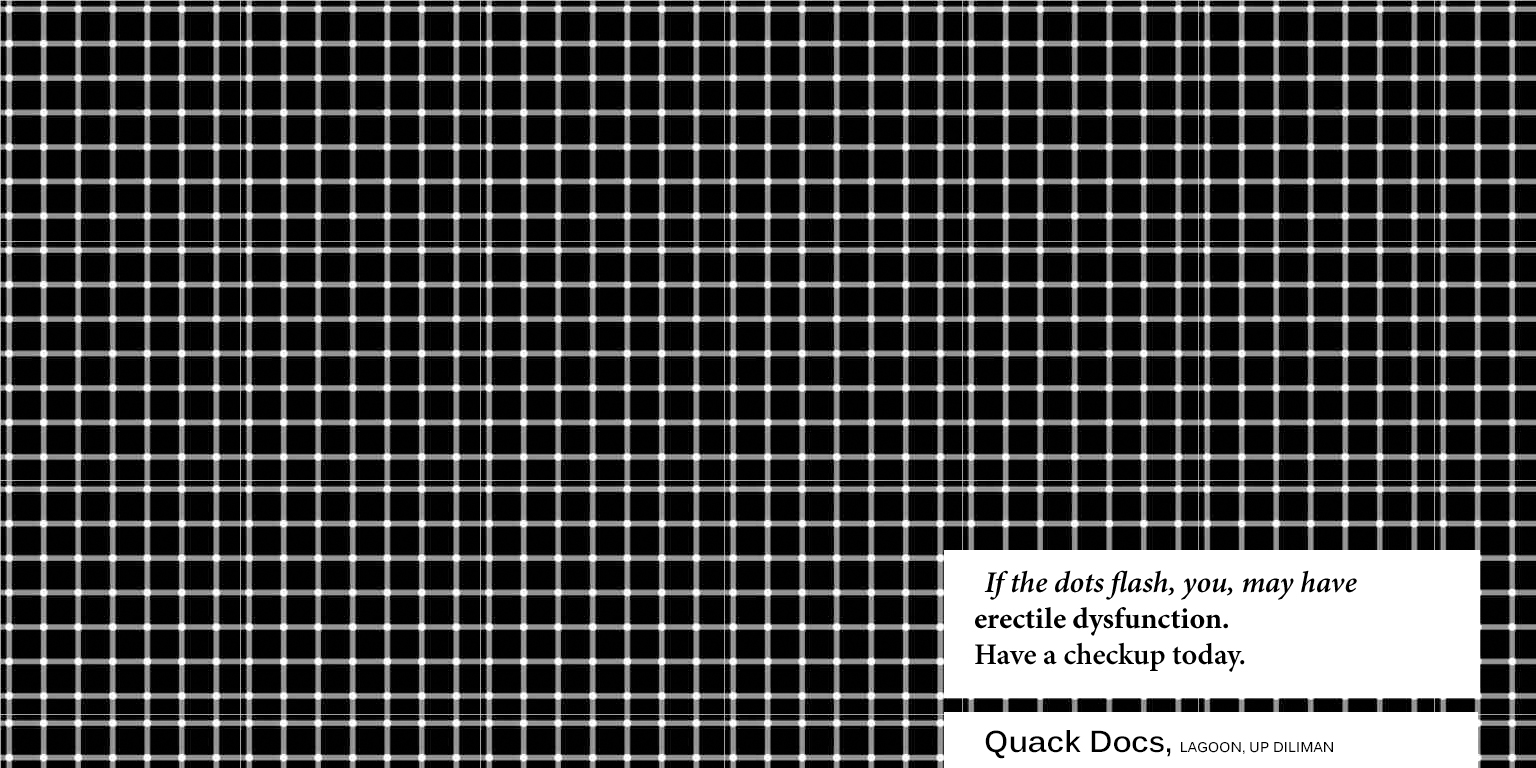 If the dots flash, you, may have
erectile dysfunction.
Have a checkup today.
Quack Docs, LAGOON, UP DILIMAN